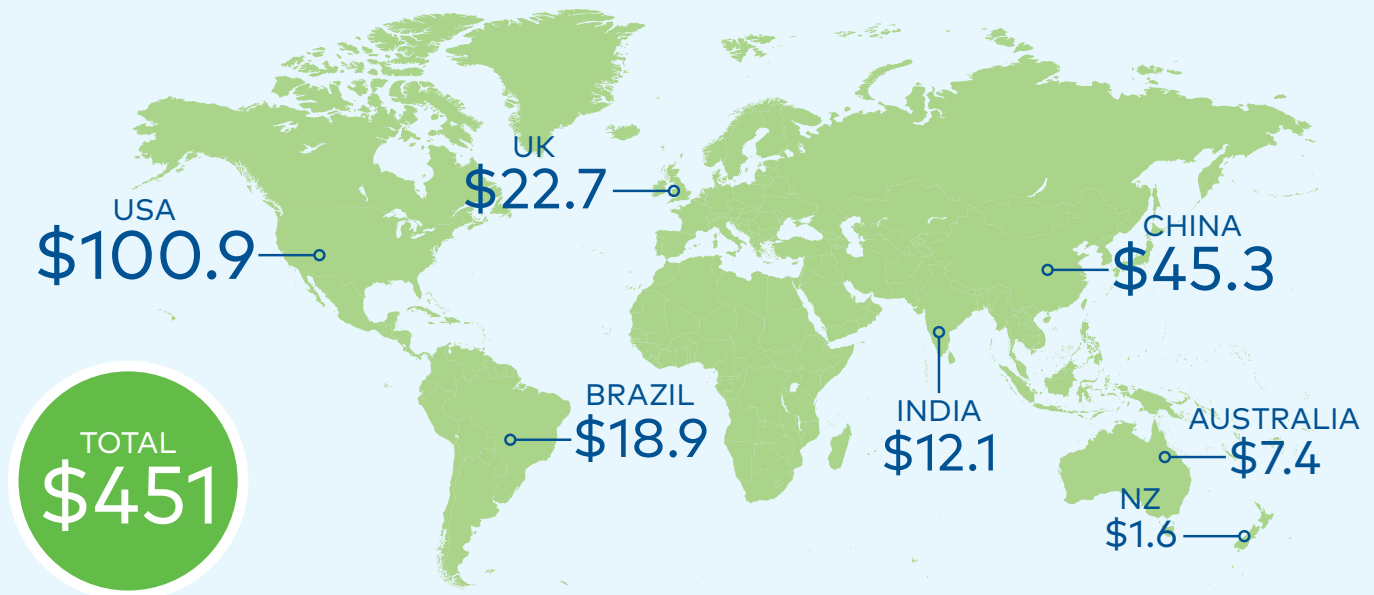 UK
$22.7
USA
$100.9
CHINA
$45.3
BRAZIL
$18.9
INDIA
$12.1
AUSTRALIA
$7.4
NZ
$1.6
TOTAL
$451